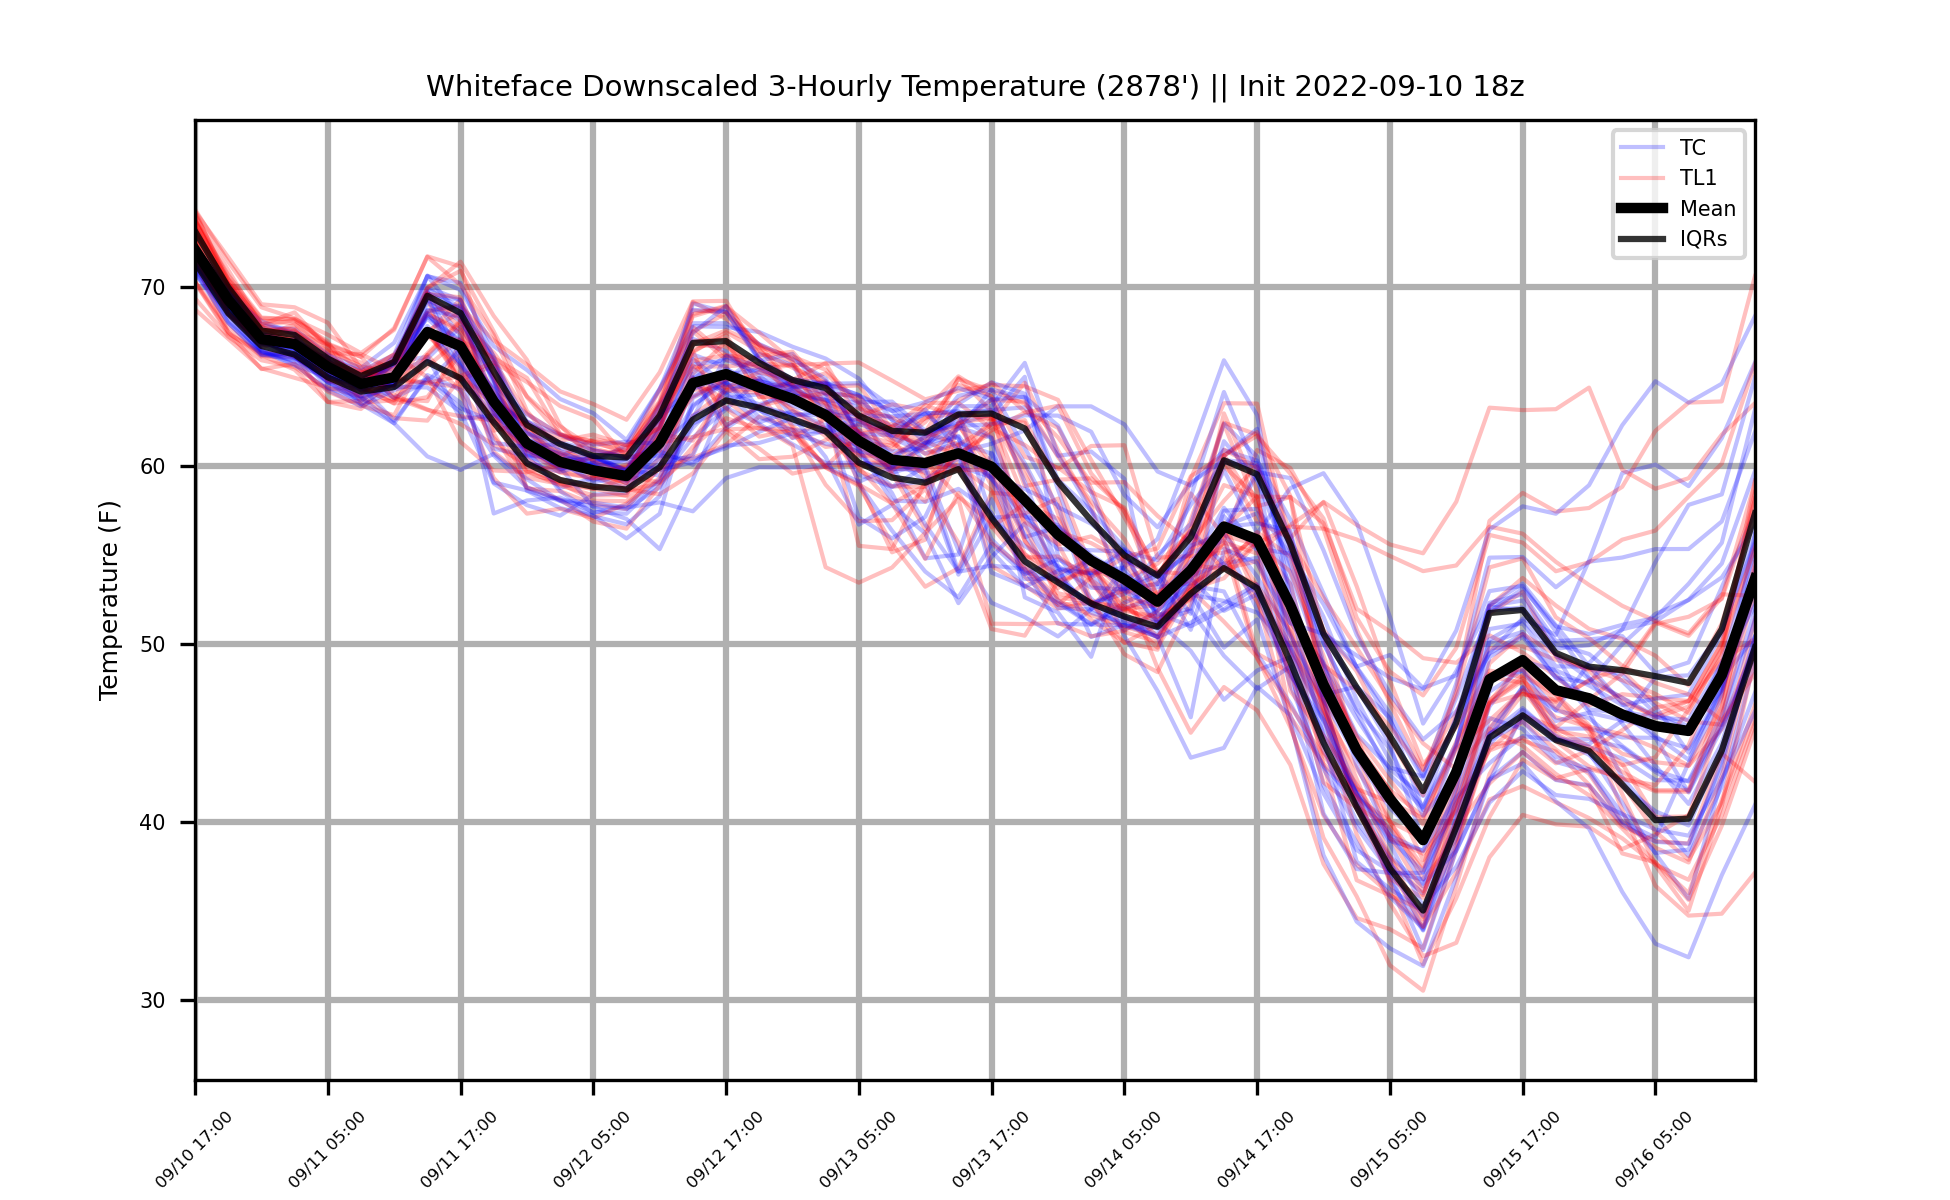 Whiteface Downscaled 3-Hourly Temperature (2878') || Init 2022-09-10 18z
TC
TL1
Mean
IQRs
Temperature (F)
70
60
50
40
30
09/10 17:00
09/11 05:00
09/11 17:00
09/12 05:00
09/12 17:00
09/13 05:00
09/13 17:00
09/14 05:00
09/14 17:00
09/15 05:00
09/15 17:00
09/16 05:00